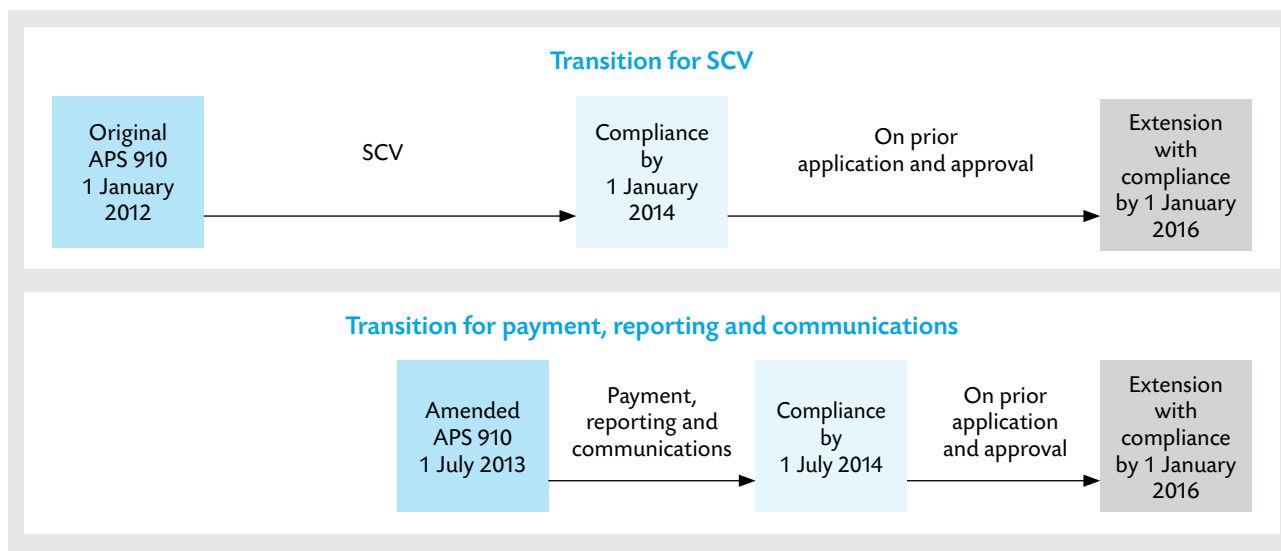 Transition for SCV
Original
APS 910
1 January
2012
SCV
Compliance
by
1 January
2014
On prior
application and approval
Extension
with
compliance
by 1 January
2016
Transition for payment, reporting and communications
Amended
APS 910
1 July 2013
Payment,
reporting and
communications
Compliance
by
1 July 2014
On prior
application
and approval
Extension
with
compliance
by 1 January
2016